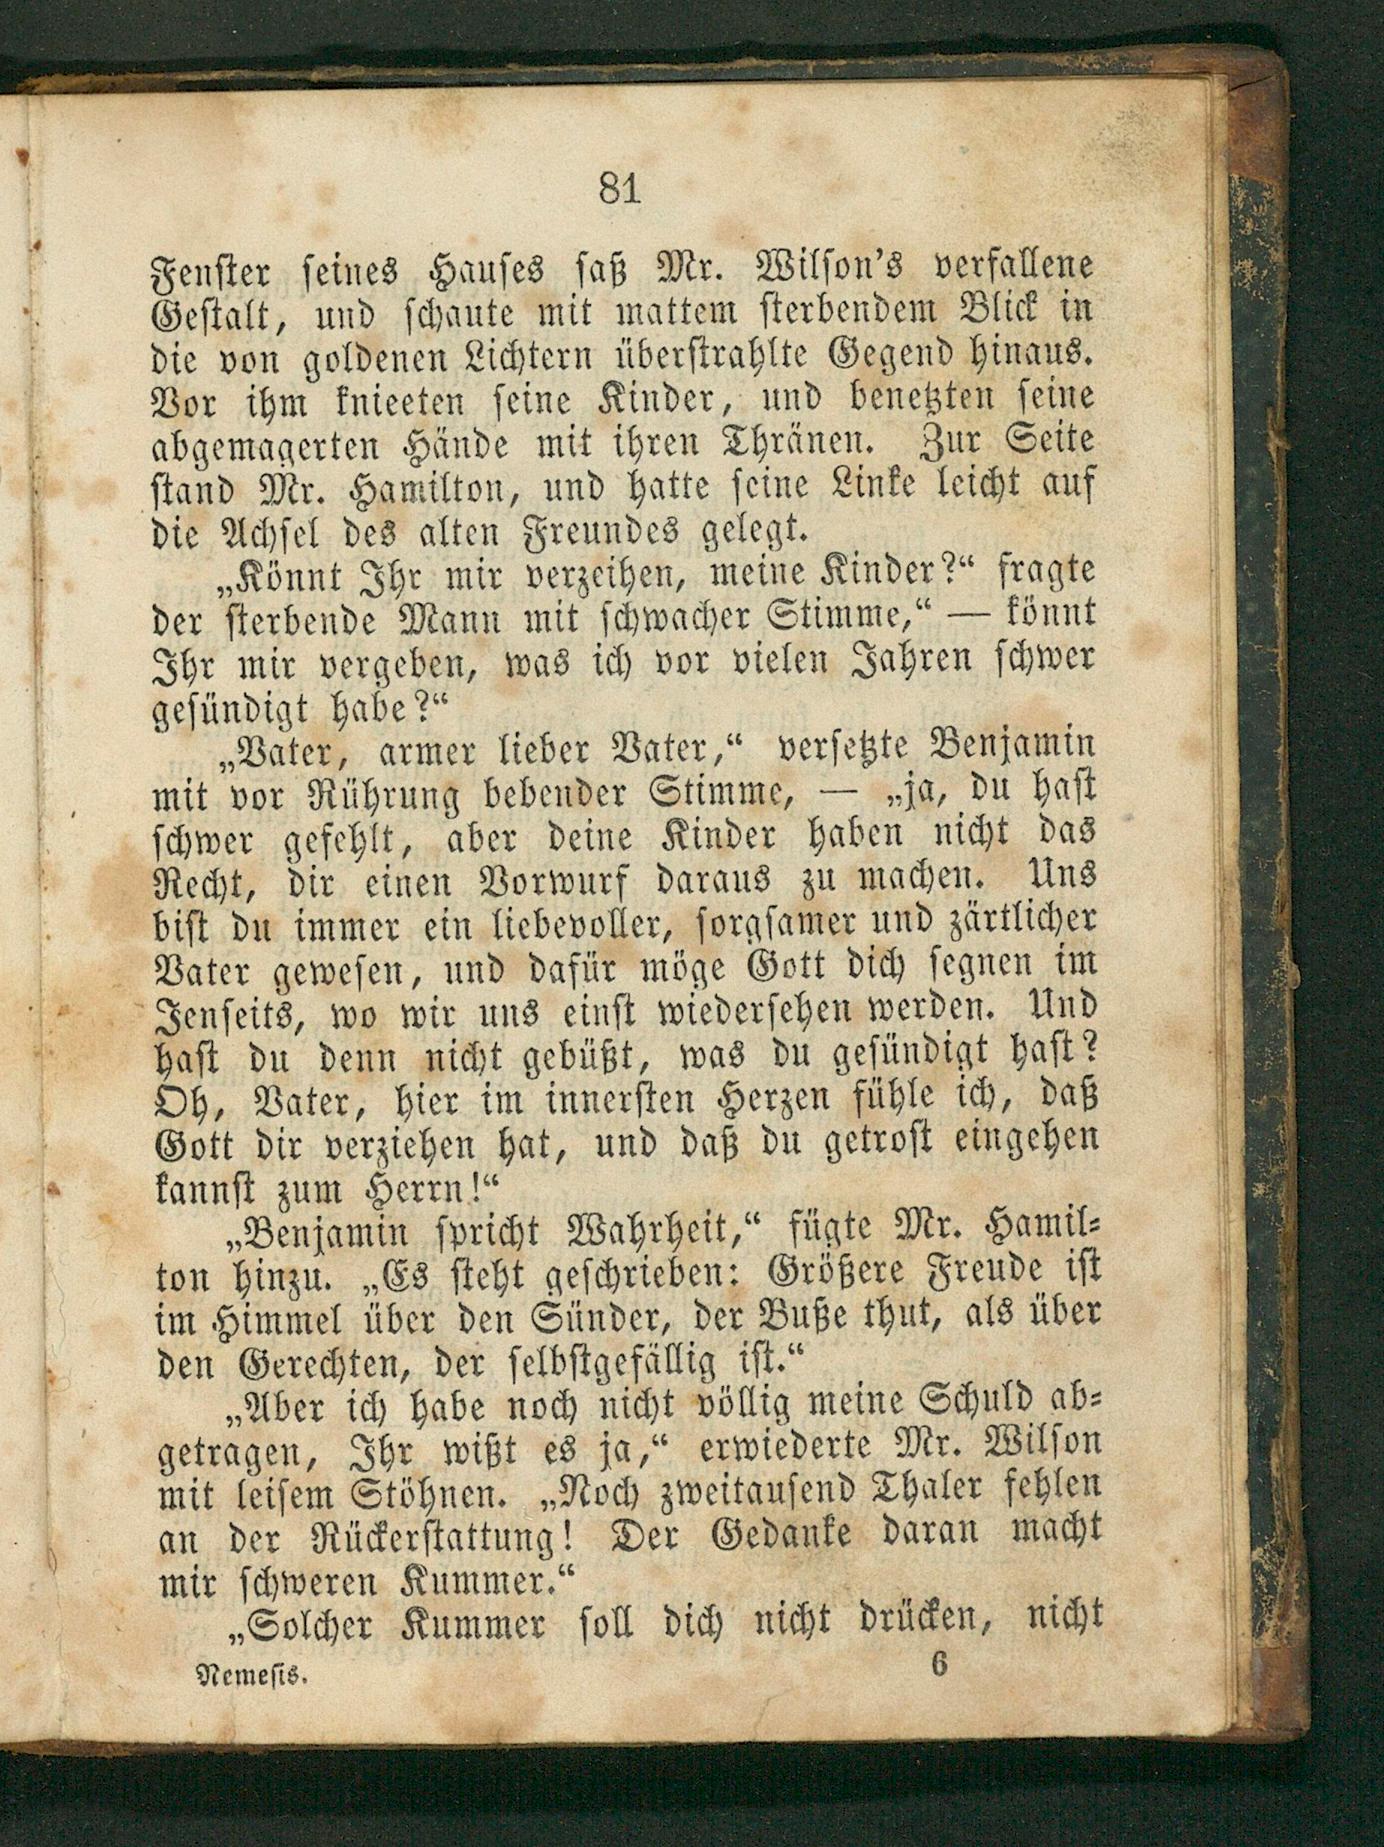 81
Fenster seines Hauses saß Mr. Wilson's verfallene
Gestalt, und schaute mit mattem sterbendem Blick in
die von goldenen Lichtern überstrahlte Gegend hinaus.
Vor ihm knieeten seine Kinder, und benetzten seine
abgemagerten Hände mit ihren Thränen. Zur Seite
stand Mr. Hamilton, und hatte seine Linke leicht auf
die Achsel des alten Freundes gelegt.
„Könnt Ihr mir verzeihen, meine Kinder?“ fragte
der sterbende Mann mit schwacher Stimme,“ — könnt
Ihr mir vergeben, was ich vor vielen Jahren schwer
gesündigt habe?“
„Vater, armer lieber Vater,“ versetzte Benjamin
mit vor Rührung bebender Stimme, — „ja, du hast
schwer gefehlt, aber deine Kinder haben nicht das
Recht, dir einen Vorwurf daraus zu machen. Uns
bist du immer ein liebevoller, sorgsamer und zärtlicher
Vater gewesen, und dafür möge Gott dich segnen im
Jenseits, wo wir uns einst wiedersehen werden. Und
hast du denn nicht gebüßt, was du gesündigt hast?
Oh, Vater, hier im innersten Herzen fühle ich, daß
Gott dir verziehen hat, und daß du getrost eingehen
kannst zum Herrn!“
„Benjamin spricht Wahrheit,“ fügte Mr. Hamil-
ton hinzu. „Es steht geschrieben: Größere Freude ist
im Himmel über den Sünder, der Buße thut, als über
den Gerechten, der selbstgefällig ist.“
„Aber ich habe noch nicht völlig meine Schuld ab-
getragen, Ihr wißt es ja,“ erwiederte Mr. Wilson
mit leisem Stöhnen. „Noch zweitausend Thaler fehlen
an der Rückerstattung! Der Gedanke daran macht
mir schweren Kummer.“
„Solcher Kummer soll dich nicht drücken, nicht
Nemesis. 6